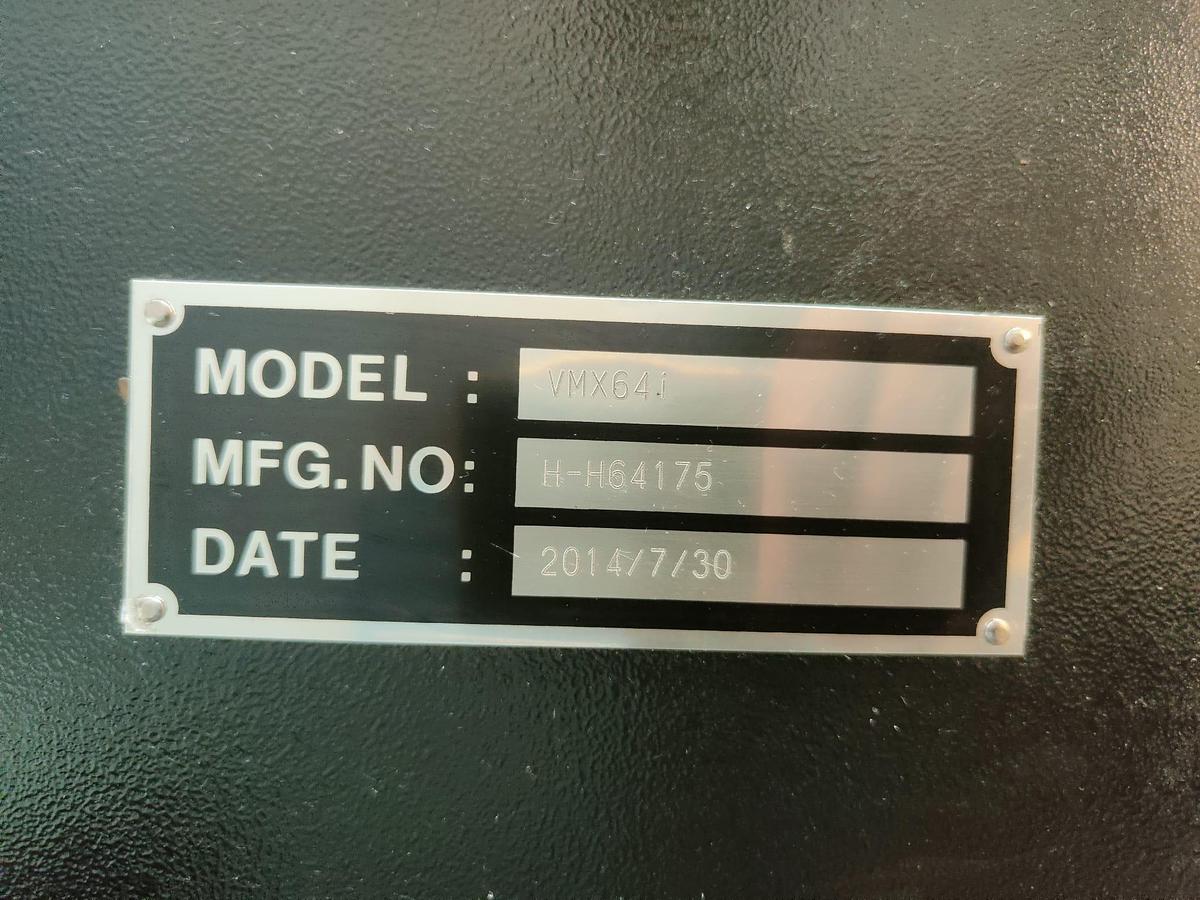 MODEL : VMX64i
MFG. NO: H-H64175
DATE : 2014/7/30